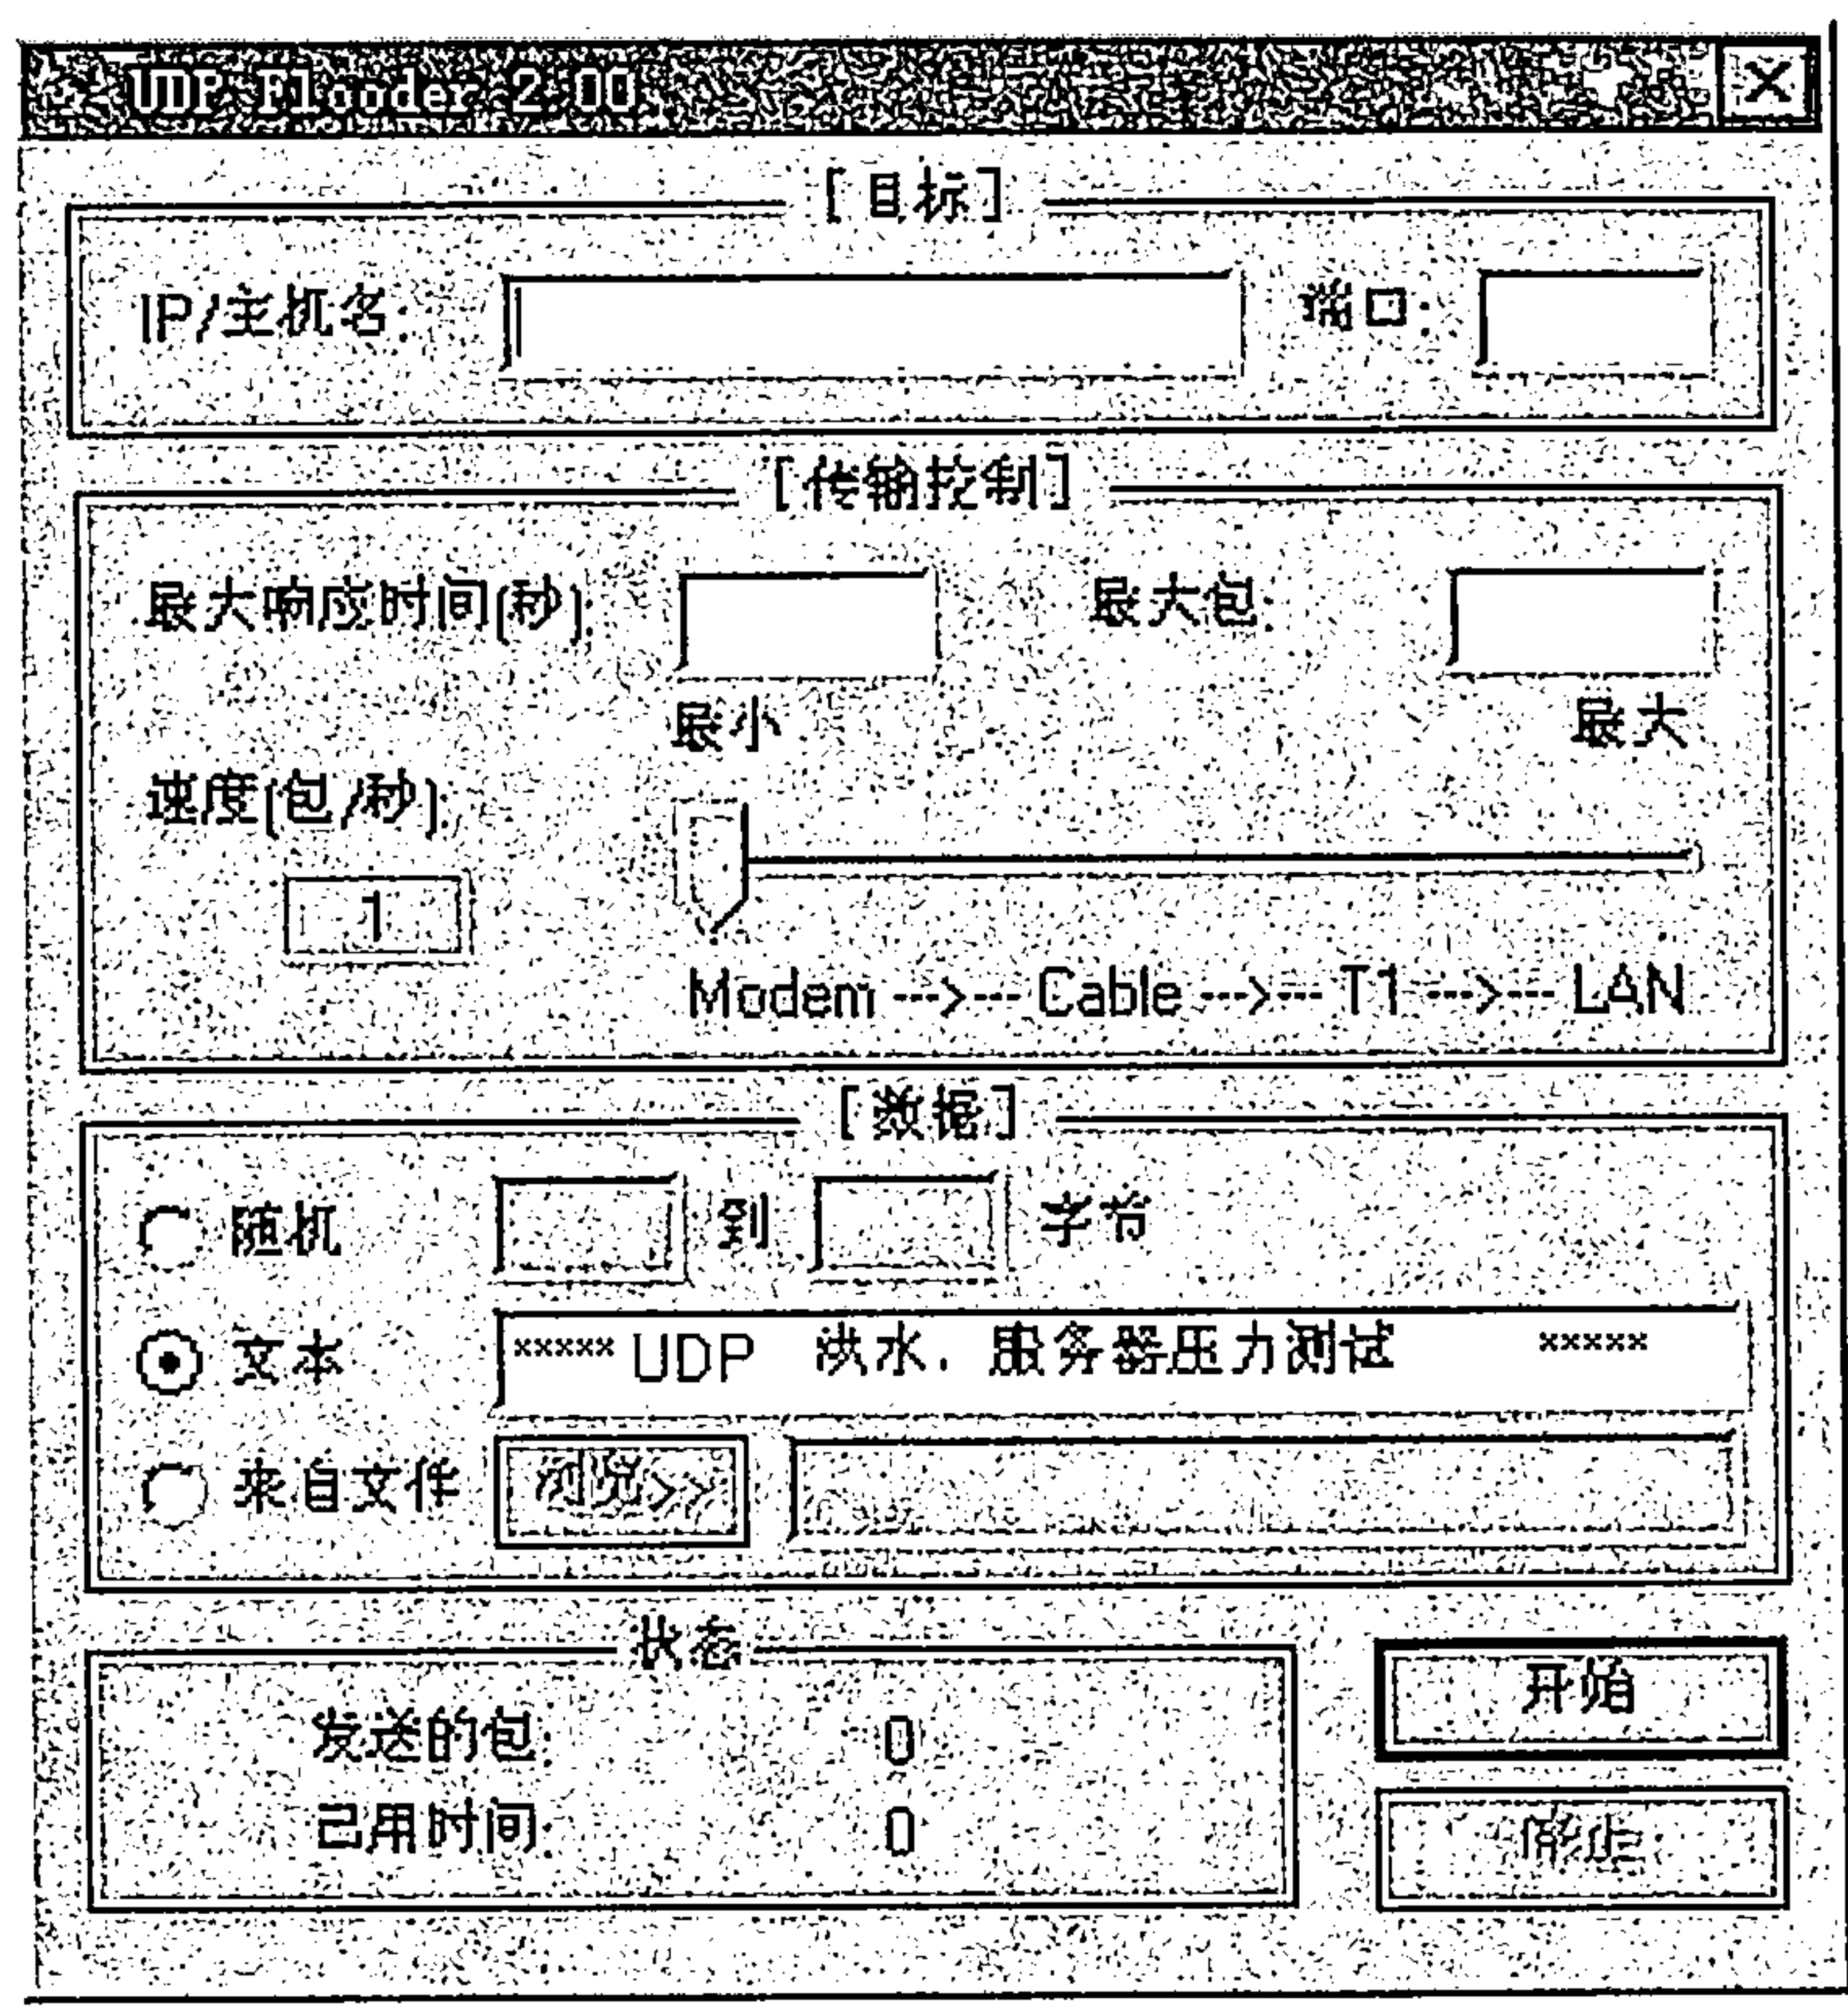 UDP Flooder 2.00
[目标]
IP/主机名: 端口:
[传输控制]
最大响应时间(秒): 最大包:
最小 最大
速度(包/秒):
1
Modem --->--- Cable --->--- T1 --->--- LAN
[数据]
随机 到 字符
文本 ***** UDP 洪水. 服务器压力测试 *****
来自文件 浏览>>
状态
发送的包: 0
已用时间: 0
开始
停止